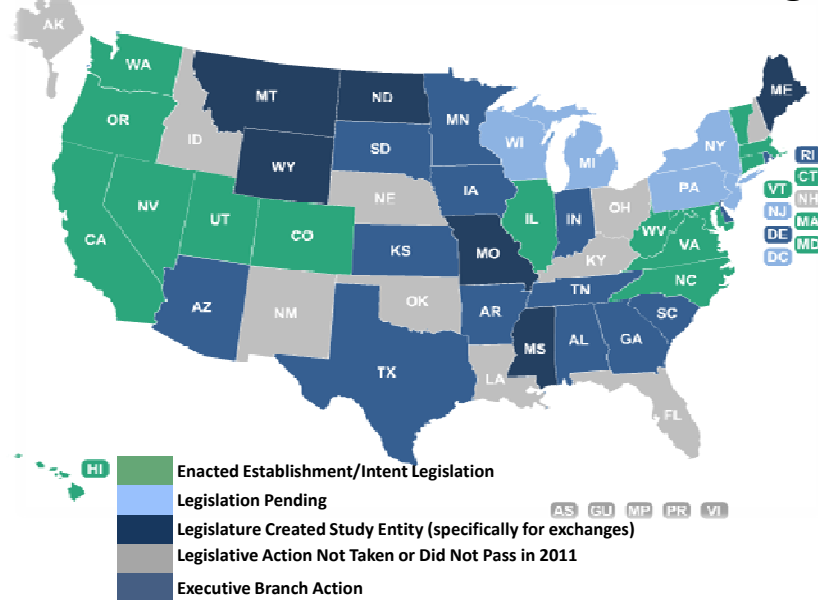 AK
WA
MT
ND
ME
OR
MN
ID
WI
NY
SD
MI
RI
WY
CT
PA
VT
IA
NH
NE
NJ
NV
OH
MA
UT
IL
IN
DE
CO
WV
MD
CA
KS
MO
VA
DC
KY
NC
TN
OK
AZ
NM
AR
SC
MS
AL
GA
TX
LA
FL
HI
Enacted Establishment/Intent Legislation
Legislation Pending
AS GU MP PR VI
Legislature Created Study Entity (specifically for exchanges)
Legislative Action Not Taken or Did Not Pass in 2011
Executive Branch Action